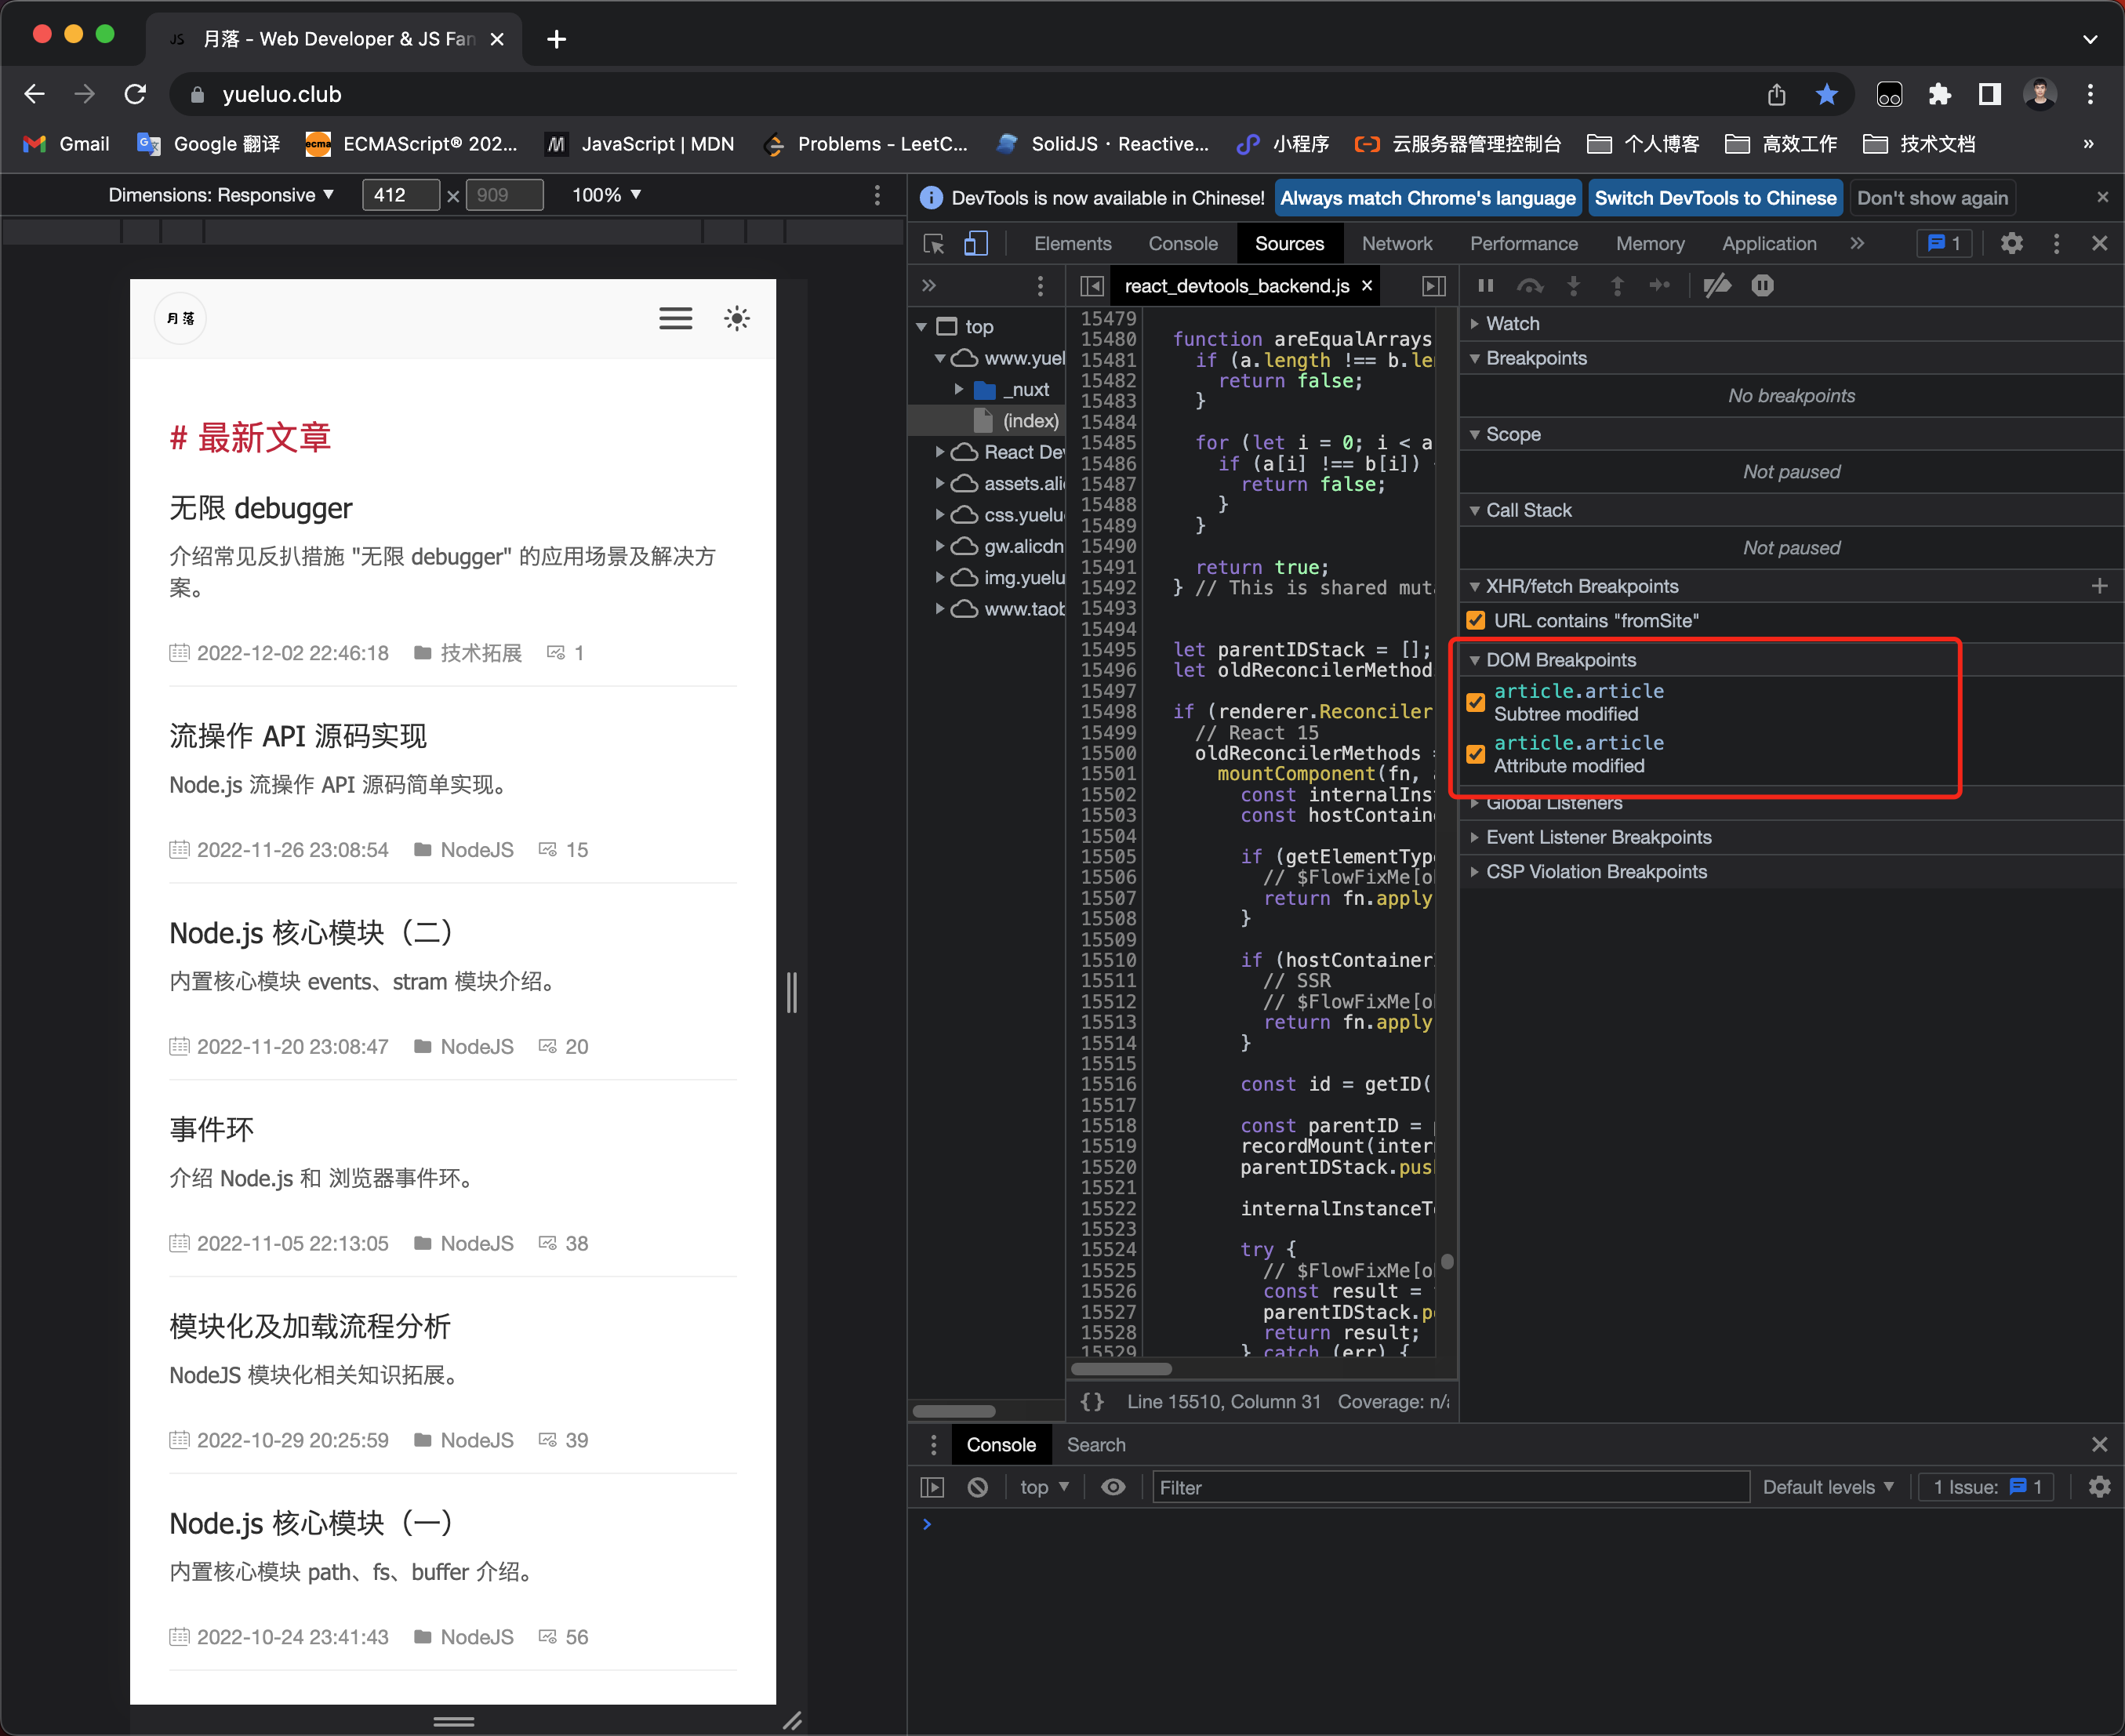 JS 月落 - Web Developer & JS Fan
yueluo.club
Gmail Google 翻译 ECMAScript® 202... JavaScript | MDN Problems - LeetC... SolidJS · Reactive... 小程序 云服务器管理控制台 个人博客 高效工作 技术文档 »
Dimensions: Responsive ▼ 412 × 909 100% ▼
DevTools is now available in Chinese! Always match Chrome's language Switch DevTools to Chinese Don't show again
Elements Console Sources Network Performance Memory Application » 1
react_devtools_backend.js ×
月落
# 最新文章
无限 debugger
介绍常见反扒措施 "无限 debugger" 的应用场景及解决方
案。
2022-12-02 22:46:18 技术拓展 1
流操作 API 源码实现
Node.js 流操作 API 源码简单实现。
2022-11-26 23:08:54 NodeJS 15
Node.js 核心模块（二）
内置核心模块 events、stram 模块介绍。
2022-11-20 23:08:47 NodeJS 20
事件环
介绍 Node.js 和 浏览器事件环。
2022-11-05 22:13:05 NodeJS 38
模块化及加载流程分析
NodeJS 模块化相关知识拓展。
2022-10-29 20:25:59 NodeJS 39
Node.js 核心模块（一）
内置核心模块 path、fs、buffer 介绍。
2022-10-24 23:41:43 NodeJS 56
top
www.yuel
_nuxt
(index)
React De
assets.ali
css.yuelu
gw.alicdn
img.yuelu
www.taob
15479
15480 function areEqualArrays
15481 if (a.length !== b.le
15482 return false;
15483 }
15484
15485 for (let i = 0; i < a
15486 if (a[i] !== b[i])
15487 return false;
15488 }
15489 }
15490
15491 return true;
15492 } // This is shared mut
15493
15494
15495 let parentIDStack = [];
15496 let oldReconcilerMethod
15497
15498 if (renderer.Reconciler
15499 // React 15
15500 oldReconcilerMethods
15501 mountComponent(fn,
15502 const internalIns
15503 const hostContain
15504
15505 if (getElementTyp
15506 // $FlowFixMe[o
15507 return fn.apply
15508 }
15509
15510 if (hostContainer
15511 // SSR
15512 // $FlowFixMe[o
15513 return fn.apply
15514 }
15515
15516 const id = getID(
15517
15518 const parentID =
15519 recordMount(inter
15520 parentIDStack.pus
15521
15522 internalInstanceT
15523
15524 try {
15525 // $FlowFixMe[o
15526 const result =
15527 parentIDStack.p
15528 return result;
15529 } catch (err) {
{} Line 15510, Column 31 Coverage: n/a
Watch
Breakpoints
No breakpoints
Scope
Not paused
Call Stack
Not paused
XHR/fetch Breakpoints
URL contains "fromSite"
DOM Breakpoints
article.article
Subtree modified
article.article
Attribute modified
Global Listeners
Event Listener Breakpoints
CSP Violation Breakpoints
Console Search
top ▼ Filter Default levels ▼ 1 Issue: 1